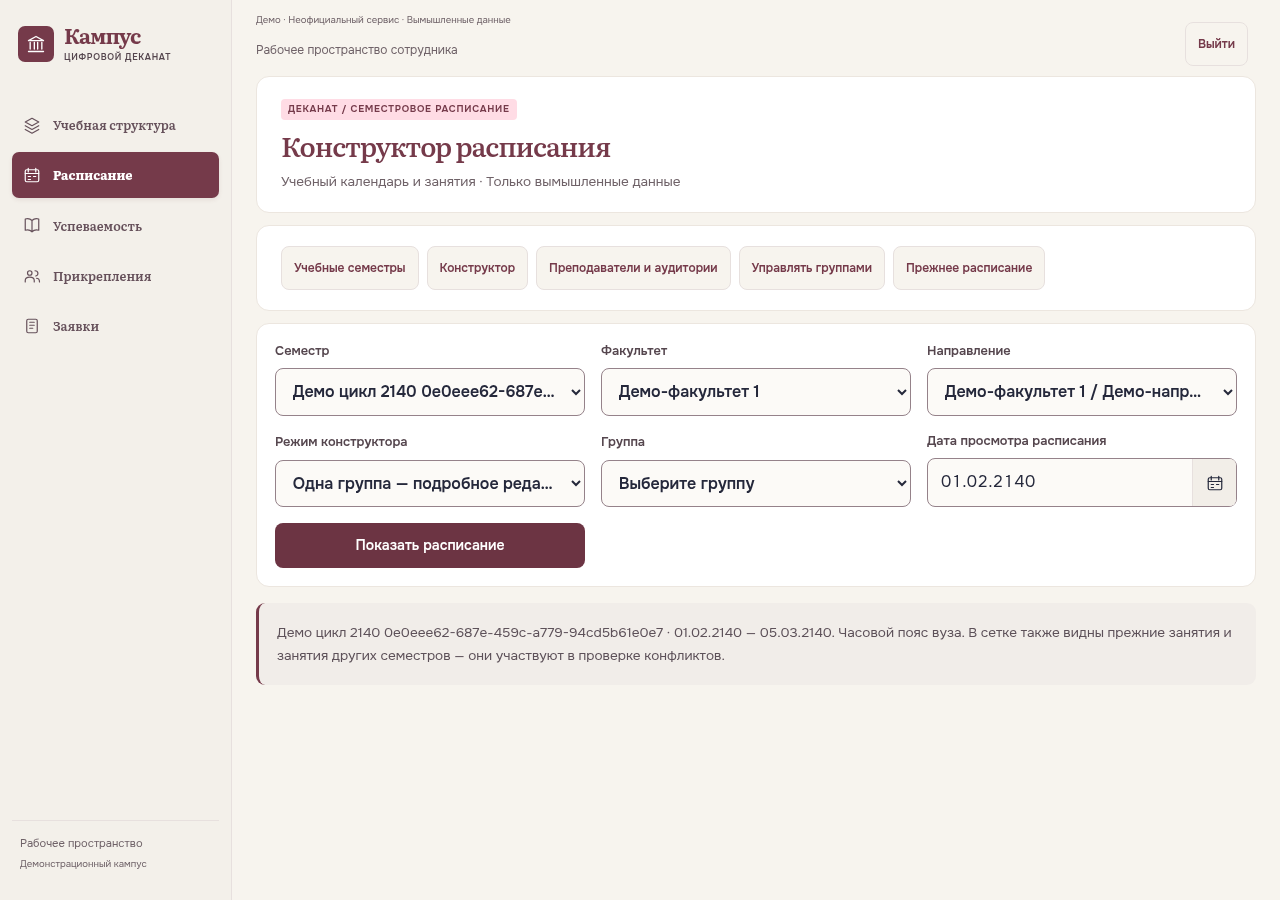 Кампус
ЦИФРОВОЙ ДЕКАНАТ
Учебная структура
Расписание
Успеваемость
Прикрепления
Заявки
Рабочее пространство
Демонстрационный кампус
Демо · Неофициальный сервис · Вымышленные данные
Рабочее пространство сотрудника
Выйти
ДЕКАНАТ / СЕМЕСТРОВОЕ РАСПИСАНИЕ
Конструктор расписания
Учебный календарь и занятия · Только вымышленные данные
Учебные семестры
Конструктор
Преподаватели и аудитории
Управлять группами
Прежнее расписание
Семестр
Факультет
Направление
Демо цикл 2140 0e0eee62-687e...
Демо-факультет 1
Демо-факультет 1 / Демо-напр...
Режим конструктора
Группа
Дата просмотра расписания
Одна группа — подробное реда...
Выберите группу
01.02.2140
Показать расписание
Демо цикл 2140 0e0eee62-687e-459c-a779-94cd5b61e0e7 · 01.02.2140 — 05.03.2140. Часовой пояс вуза. В сетке также видны прежние занятия и
занятия других семестров — они участвуют в проверке конфликтов.